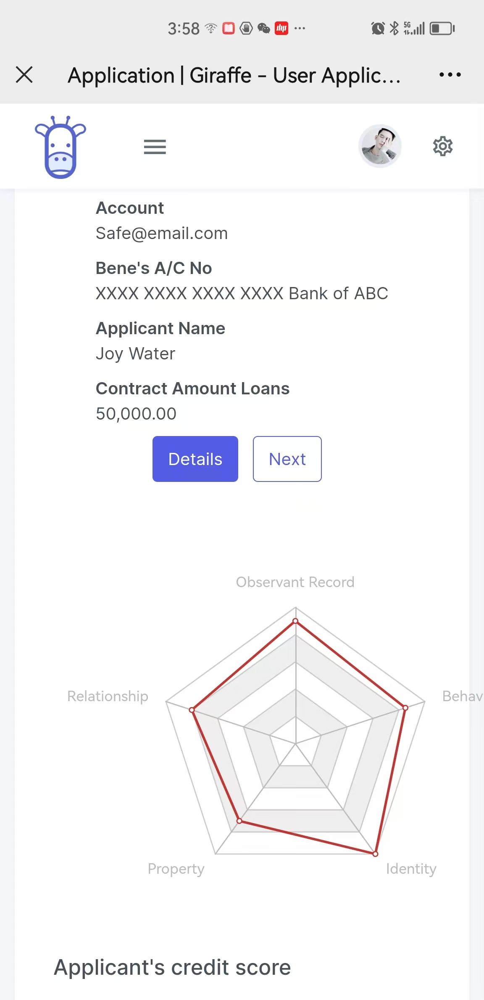 3:58 5G
Application | Giraffe - User Applic...
Account
Safe@email.com
Bene's A/C No
XXXX XXXX XXXX XXXX Bank of ABC
Applicant Name
Joy Water
Contract Amount Loans
50,000.00
Details Next
Observant Record
Relationship Behav
Property Identity
Applicant's credit score